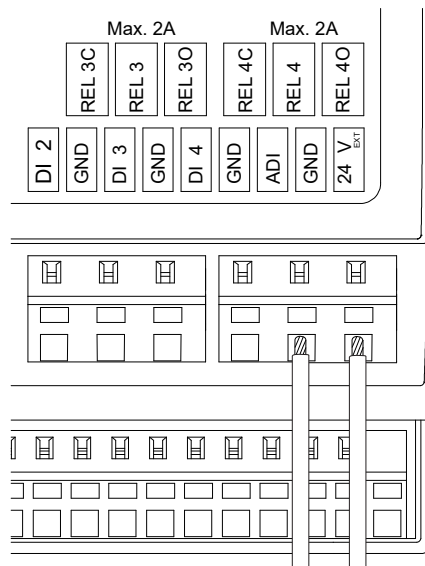 Max. 2A Max. 2A
REL 3C REL 3 REL 3O REL 4C REL 4 REL 4O
DI 2 GND DI 3 GND DI 4 GND ADI GND 24 V EXT